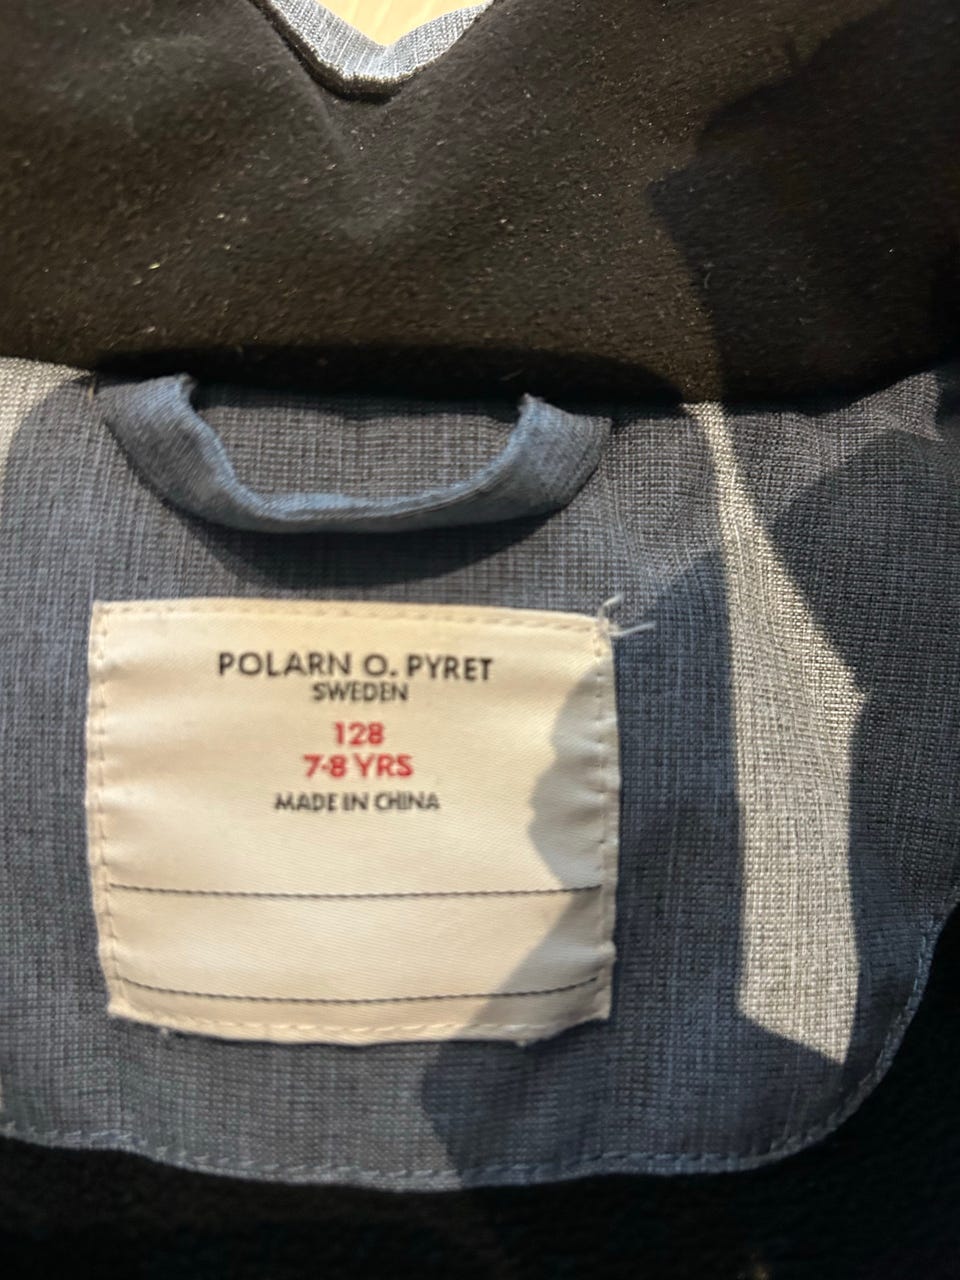 POLARN O. PYRET
SWEDEN
128
7-8 YRS
MADE IN CHINA